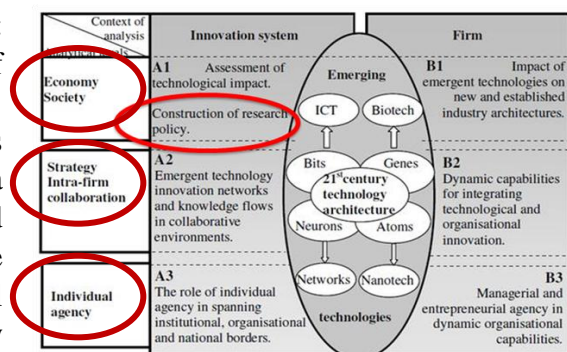 Context of
analysis
Innovation system
Firm
Economy
Society
A1 Assessment of
technological impact.
Construction of research
policy.
Emerging
ICT
Biotech
B1 Impact of
emergent technologies on
new and established
industry architectures.
Strategy
Intra-firm
collaboration
A2
Emergent technology
innovation networks
and knowledge flows
in collaborative
environments.
Bits
Genes
21st century
technology
architecture
Neurons
Atoms
B2
Dynamic capabilities
for integrating
technological and
organisational
innovation.
Individual
agency
A3
The role of individual
agency in spanning
institutional, organisational
and national borders.
Networks
Nanotech
technologies
B3
Managerial and
entrepreneurial agency in
dynamic organisational
capabilities.